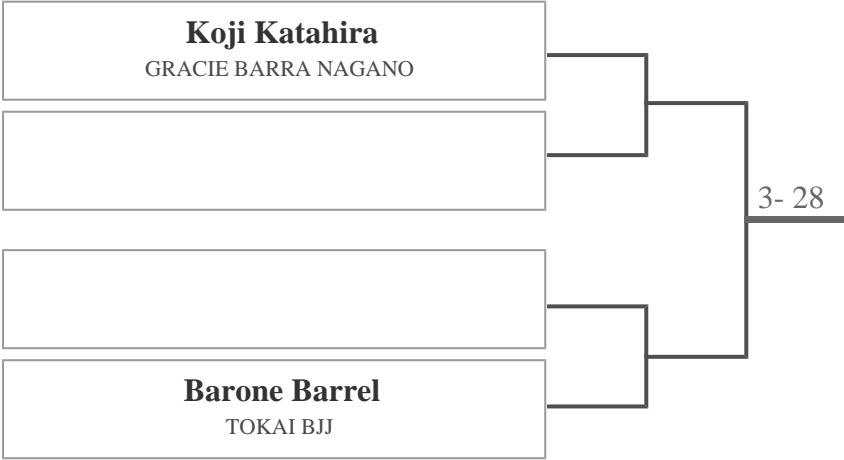 Koji Katahira
GRACIE BARRA NAGANO
3- 28
Barone Barrel
TOKAI BJJ